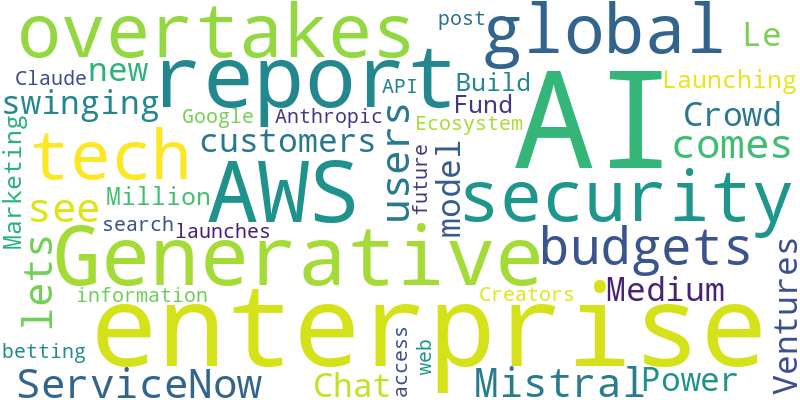 post
overtakes
global
Le
Claude
new
report
API
Build
AI
Launching
swinging
Google
Anthropic
Fund
Crowd
Ecosystem
Marketing
tech
customers
users
future
model
comes
AWS
security
Million
see
search
launches
lets
Generative
budgets
Ventures
information
Creators
Medium
enterprise
betting
access
web
ServiceNow
Chat
Mistral
Power